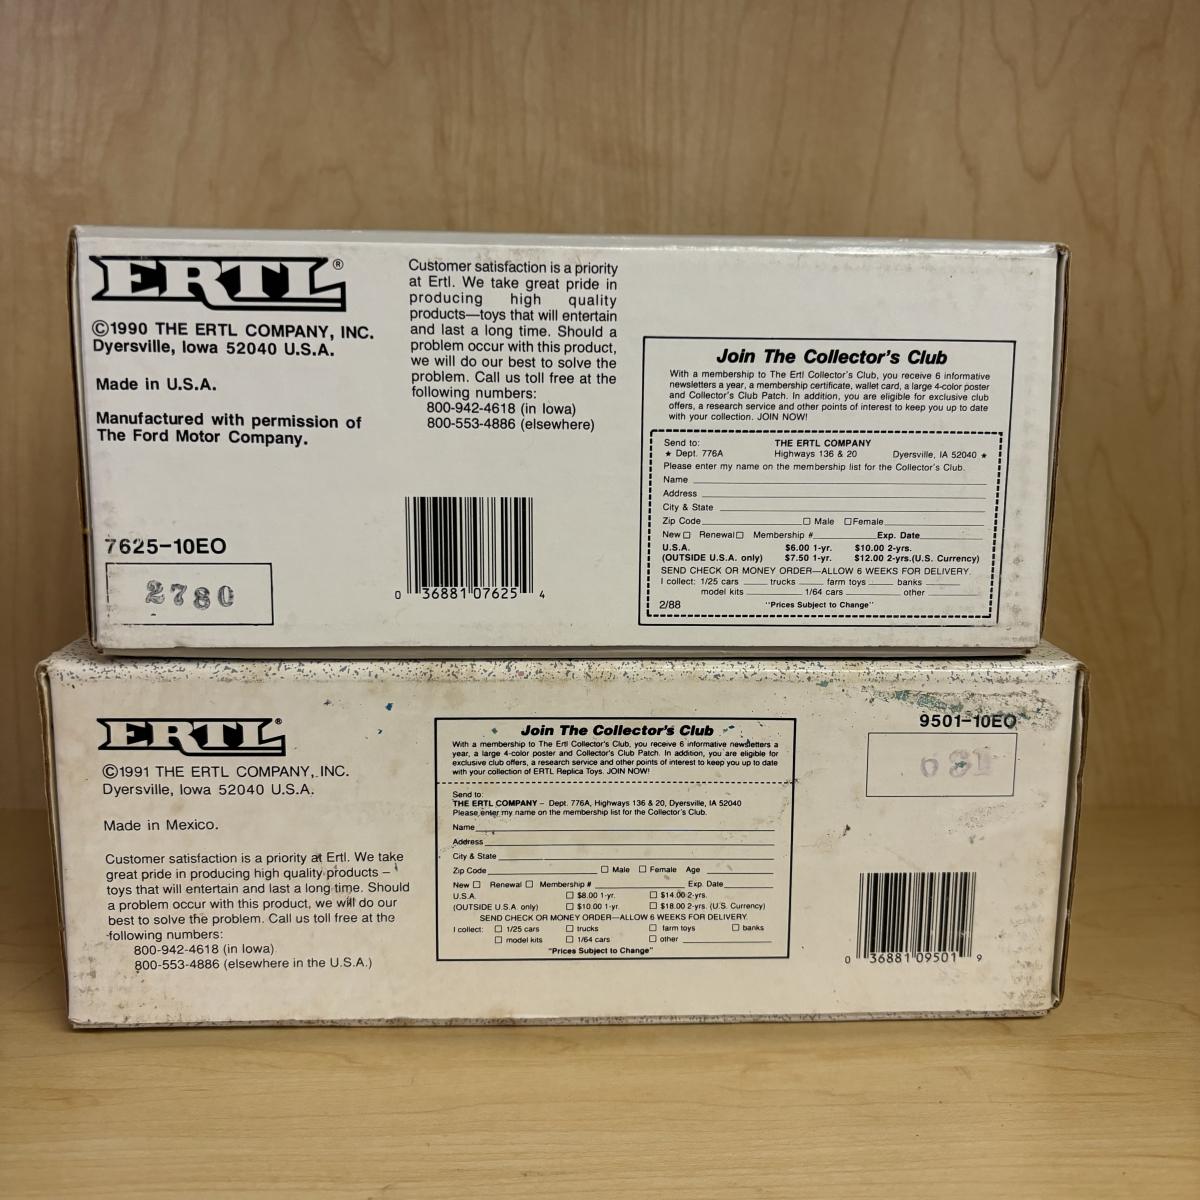 ERTL®
©1990 THE ERTL COMPANY, INC.
Dyersville, Iowa 52040 U.S.A.
Made in U.S.A.
Manufactured with permission of
The Ford Motor Company.
7625-10EO
2780
Customer satisfaction is a priority
at Ertl. We take great pride in
producing high quality
products—toys that will entertain
and last a long time. Should a
problem occur with this product,
we will do our best to solve the
problem. Call us toll free at the
following numbers:
800-942-4618 (in Iowa)
800-553-4886 (elsewhere)
0 36881 07625 4
Join The Collector's Club
With a membership to The Ertl Collector's Club, you receive 6 informative
newsletters a year, a membership certificate, wallet card, a large 4-color poster
and Collector's Club Patch. In addition, you are eligible for exclusive club
offers, a research service and other points of interest to keep you up to date
with your collection. JOIN NOW!
Send to: THE ERTL COMPANY
★ Dept. 776A Highways 136 & 20 Dyersville, IA 52040 ★
Please enter my name on the membership list for the Collector's Club.
Name
Address
City & State
Zip Code ☐ Male ☐ Female
New ☐ Renewal ☐ Membership # Exp. Date
U.S.A. $6.00 1-yr. $10.00 2-yrs.
(OUTSIDE U.S.A. only) $7.50 1-yr. $12.00 2-yrs.(U.S. Currency)
SEND CHECK OR MONEY ORDER—ALLOW 6 WEEKS FOR DELIVERY.
I collect: 1/25 cars trucks farm toys banks
model kits 1/64 cars other
2/88 "Prices Subject to Change"
ERTL®
©1991 THE ERTL COMPANY, INC.
Dyersville, Iowa 52040 U.S.A.
Made in Mexico.
Customer satisfaction is a priority at Ertl. We take
great pride in producing high quality products –
toys that will entertain and last a long time. Should
a problem occur with this product, we will do our
best to solve the problem. Call us toll free at the
following numbers:
800-942-4618 (in Iowa)
800-553-4886 (elsewhere in the U.S.A.)
Join The Collector's Club
With a membership to The Ertl Collector's Club, you receive 6 informative newsletters a
year, a large 4-color poster and Collector's Club Patch. In addition, you are eligible for
exclusive club offers, a research service and other points of interest to keep you up to date
with your collection of ERTL Replica Toys. JOIN NOW!
Send to:
THE ERTL COMPANY – Dept. 776A, Highways 136 & 20, Dyersville, IA 52040
Please enter my name on the membership list for the Collector's Club.
Name
Address
City & State
Zip Code ☐ Male ☐ Female Age
New ☐ Renewal ☐ Membership # Exp. Date
U.S.A. ☐ $8.00 1-yr. ☐ $14.00 2-yrs.
(OUTSIDE U.S.A. only) ☐ $10.00 1-yr. ☐ $18.00 2-yrs. (U.S. Currency)
SEND CHECK OR MONEY ORDER—ALLOW 6 WEEKS FOR DELIVERY.
I collect: ☐ 1/25 cars ☐ trucks ☐ farm toys ☐ banks
☐ model kits ☐ 1/64 cars ☐ other
"Prices Subject to Change"
9501-10EO
0 36881 09501 9